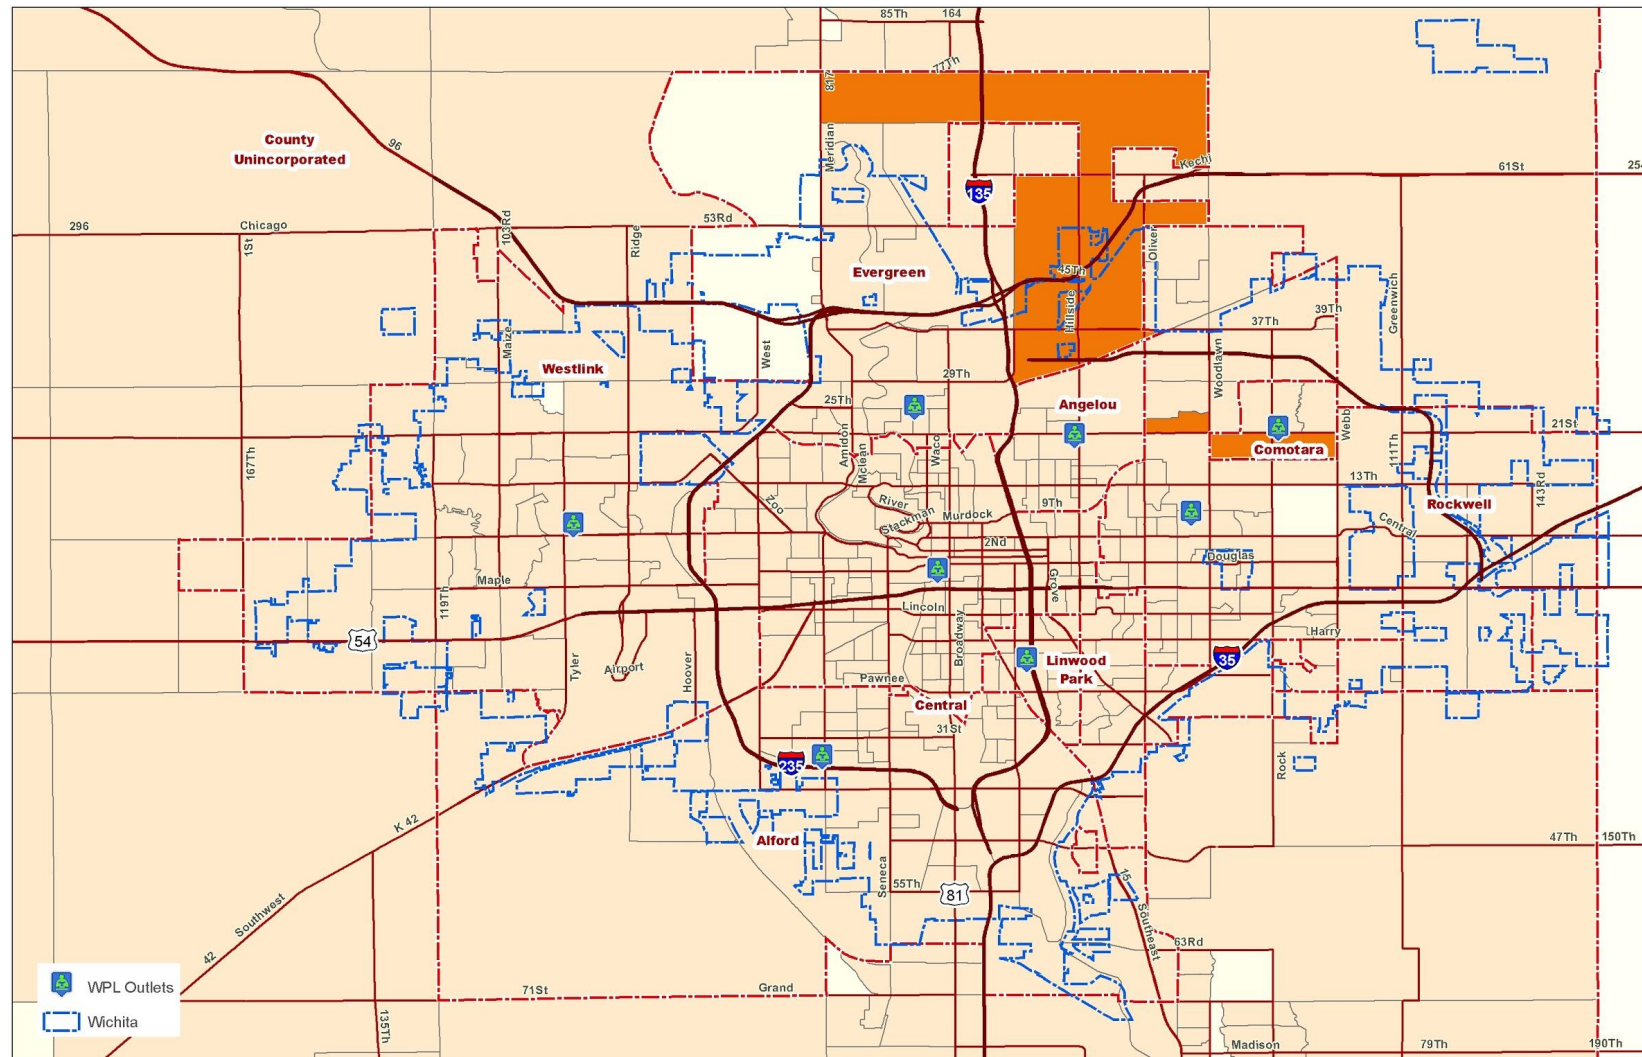 85Th
164
77Th
817
County
Unincorporated
96
Meridian
Kechi
61St
135
296
Chicago
53Rd
1St
103Rd
Ridge
Oliver
Evergreen
45Th
Hillside
Greenwich
39Th
37Th
Maize
West
Westlink
Woodlawn
29Th
25Th
Angelou
Amidon
Mclean
Waco
Webb
21St
Comotara
167Th
111Th
13Th
143Rd
Zoo
River
Stackman
Murdock
9Th
Rockwell
Central
2Nd
Douglas
Maple
119Th
Grove
Lincoln
54
Broadway
Harry
Airport
Tyler
Hoover
Pawnee
Linwood
Park
35
Central
31St
235
Rock
K 42
Alford
47Th
150Th
Seneca
55Th
81
15
Southeast
Southwest
42
63Rd
WPL Outlets
71St
Grand
Wichita
135Th
Madison
79Th
190Th